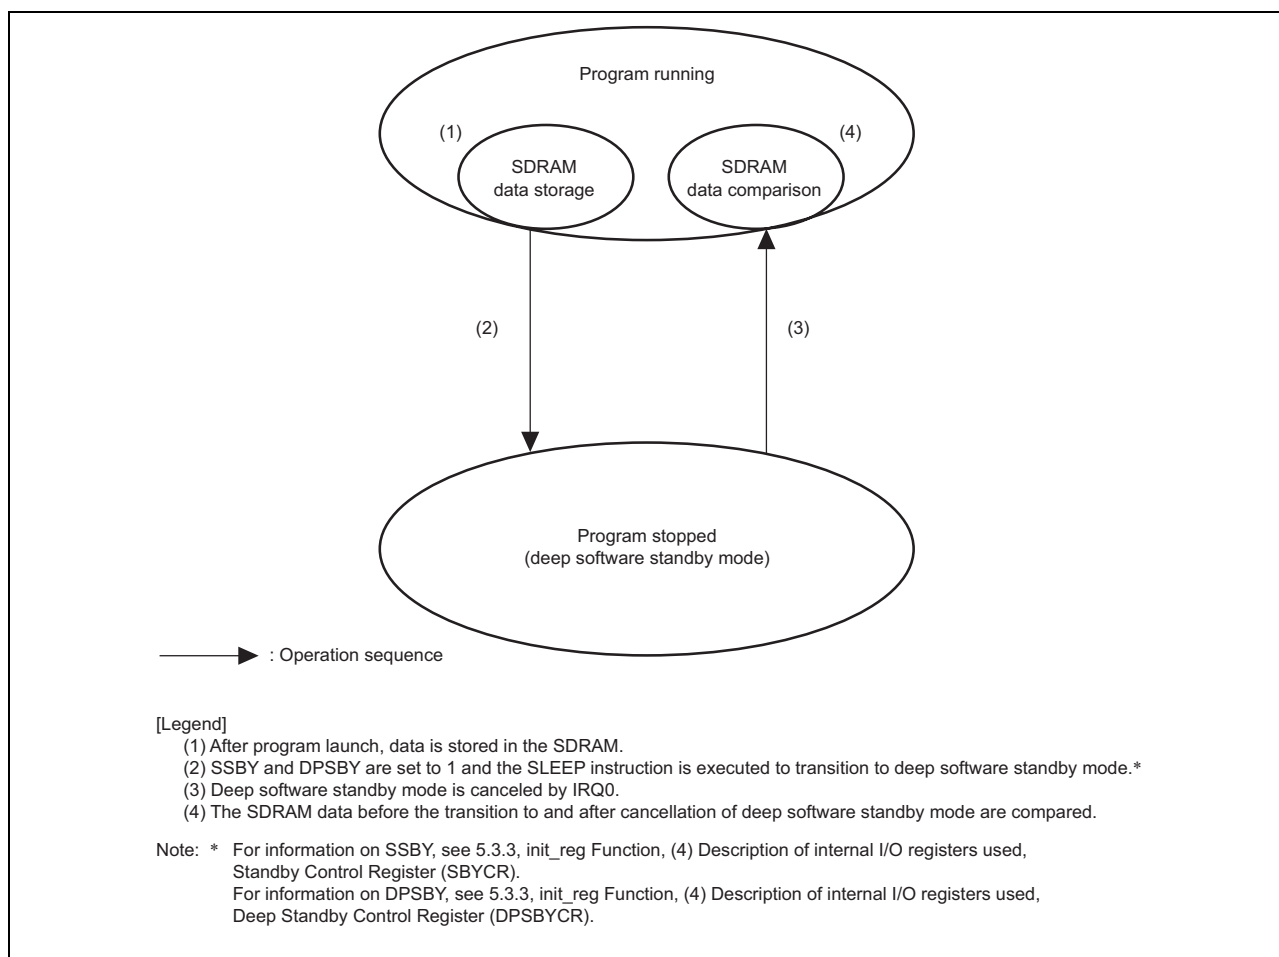 Program running
(1)
(4)
SDRAM
data storage
SDRAM
data comparison
(2)
(3)
Program stopped
(deep software standby mode)
: Operation sequence
[Legend]
(1) After program launch, data is stored in the SDRAM.
(2) SSBY and DPSBY are set to 1 and the SLEEP instruction is executed to transition to deep software standby mode.*
(3) Deep software standby mode is canceled by IRQ0.
(4) The SDRAM data before the transition to and after cancellation of deep software standby mode are compared.
Note: * For information on SSBY, see 5.3.3, init_reg Function, (4) Description of internal I/O registers used,
Standby Control Register (SBYCR).
For information on DPSBY, see 5.3.3, init_reg Function, (4) Description of internal I/O registers used,
Deep Standby Control Register (DPSBYCR).